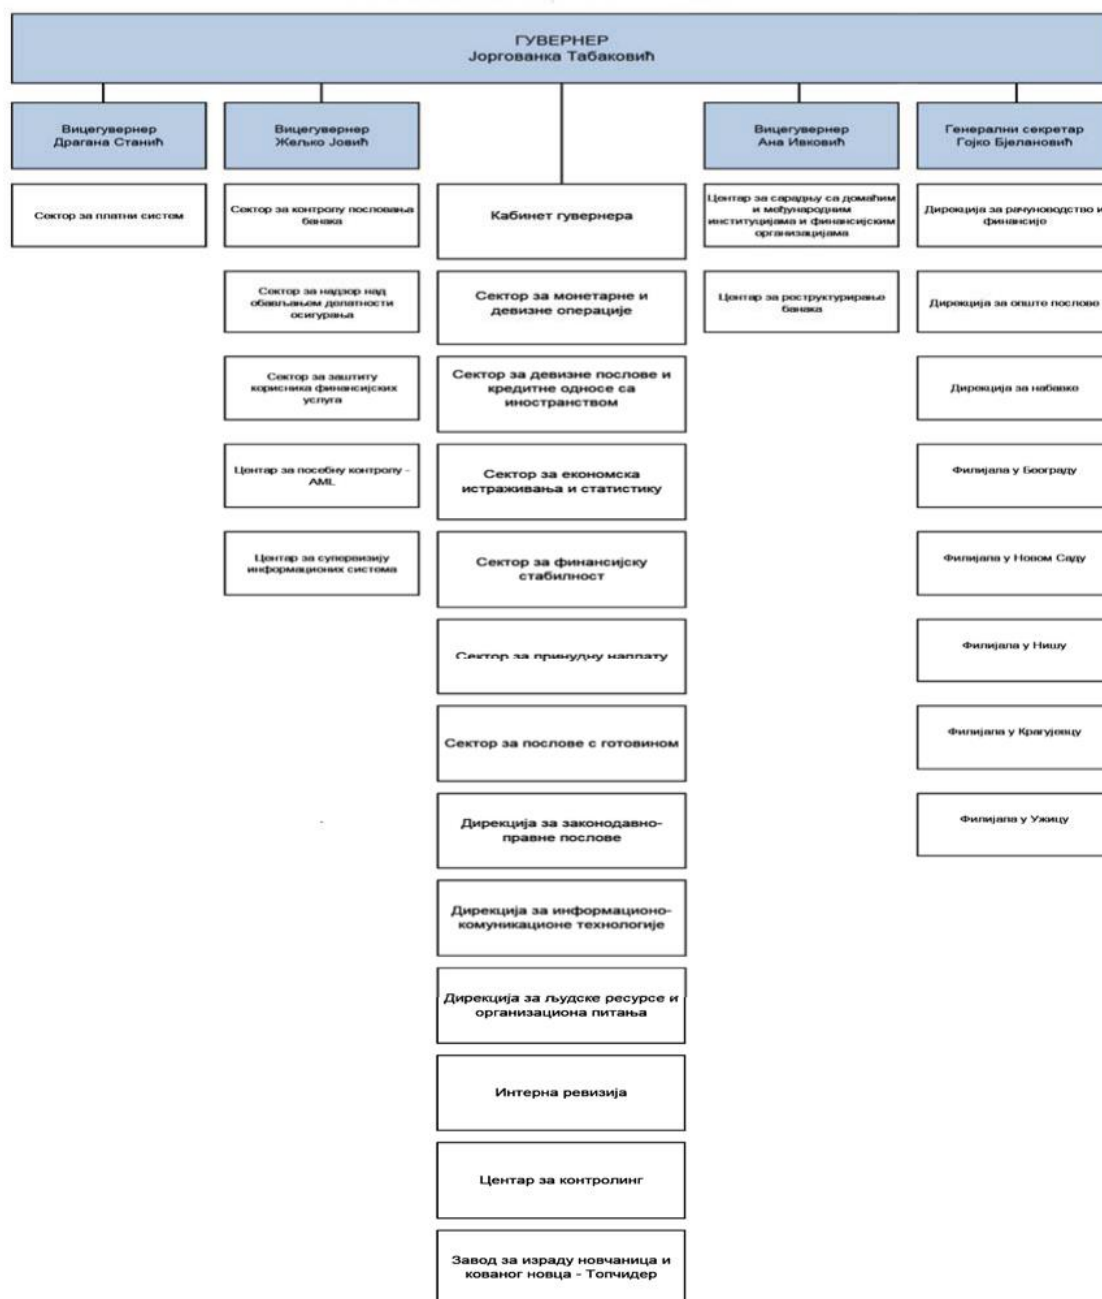 ГУВЕРНЕР
Јоргованка Табаковић
Вицегувернер
Драгана Станић
Сектор за платни систем
Вицегувернер
Жељко Јовић
Сектор за контролу пословања
банака
Сектор за надзор над
обављањем делатности
осигурања
Сектор за заштиту
корисника финансијских
услуга
Центар за посебну контролу -
AML
Центар за супервизију
информационих система
Кабинет гувернера
Сектор за монетарне и
девизне операције
Сектор за девизне послове и
кредитне односе са
иностранством
Сектор за економска
истраживања и статистику
Сектор за финансијску
стабилност
Сектор за принудну наплату
Сектор за послове с готовином
Дирекција за законодавно-
правне послове
Дирекција за информационо-
комуникационе технологије
Дирекција за људске ресурсе и
организациона питања
Интерна ревизија
Центар за контролинг
Завод за израду новчаница и
кованог новца - Топчидер
Вицегувернер
Ана Ивковић
Центар за сарадњу са домаћим
и међународним
институцијама и финансијским
организацијама
Центар за реструктурирање
банака
Генерални секретар
Гојко Бјелановић
Дирекција за рачуноводство и
финансије
Дирекција за опште послове
Дирекција за набавке
Филијала у Београду
Филијала у Новом Саду
Филијала у Нишу
Филијала у Крагујевцу
Филијала у Ужицу